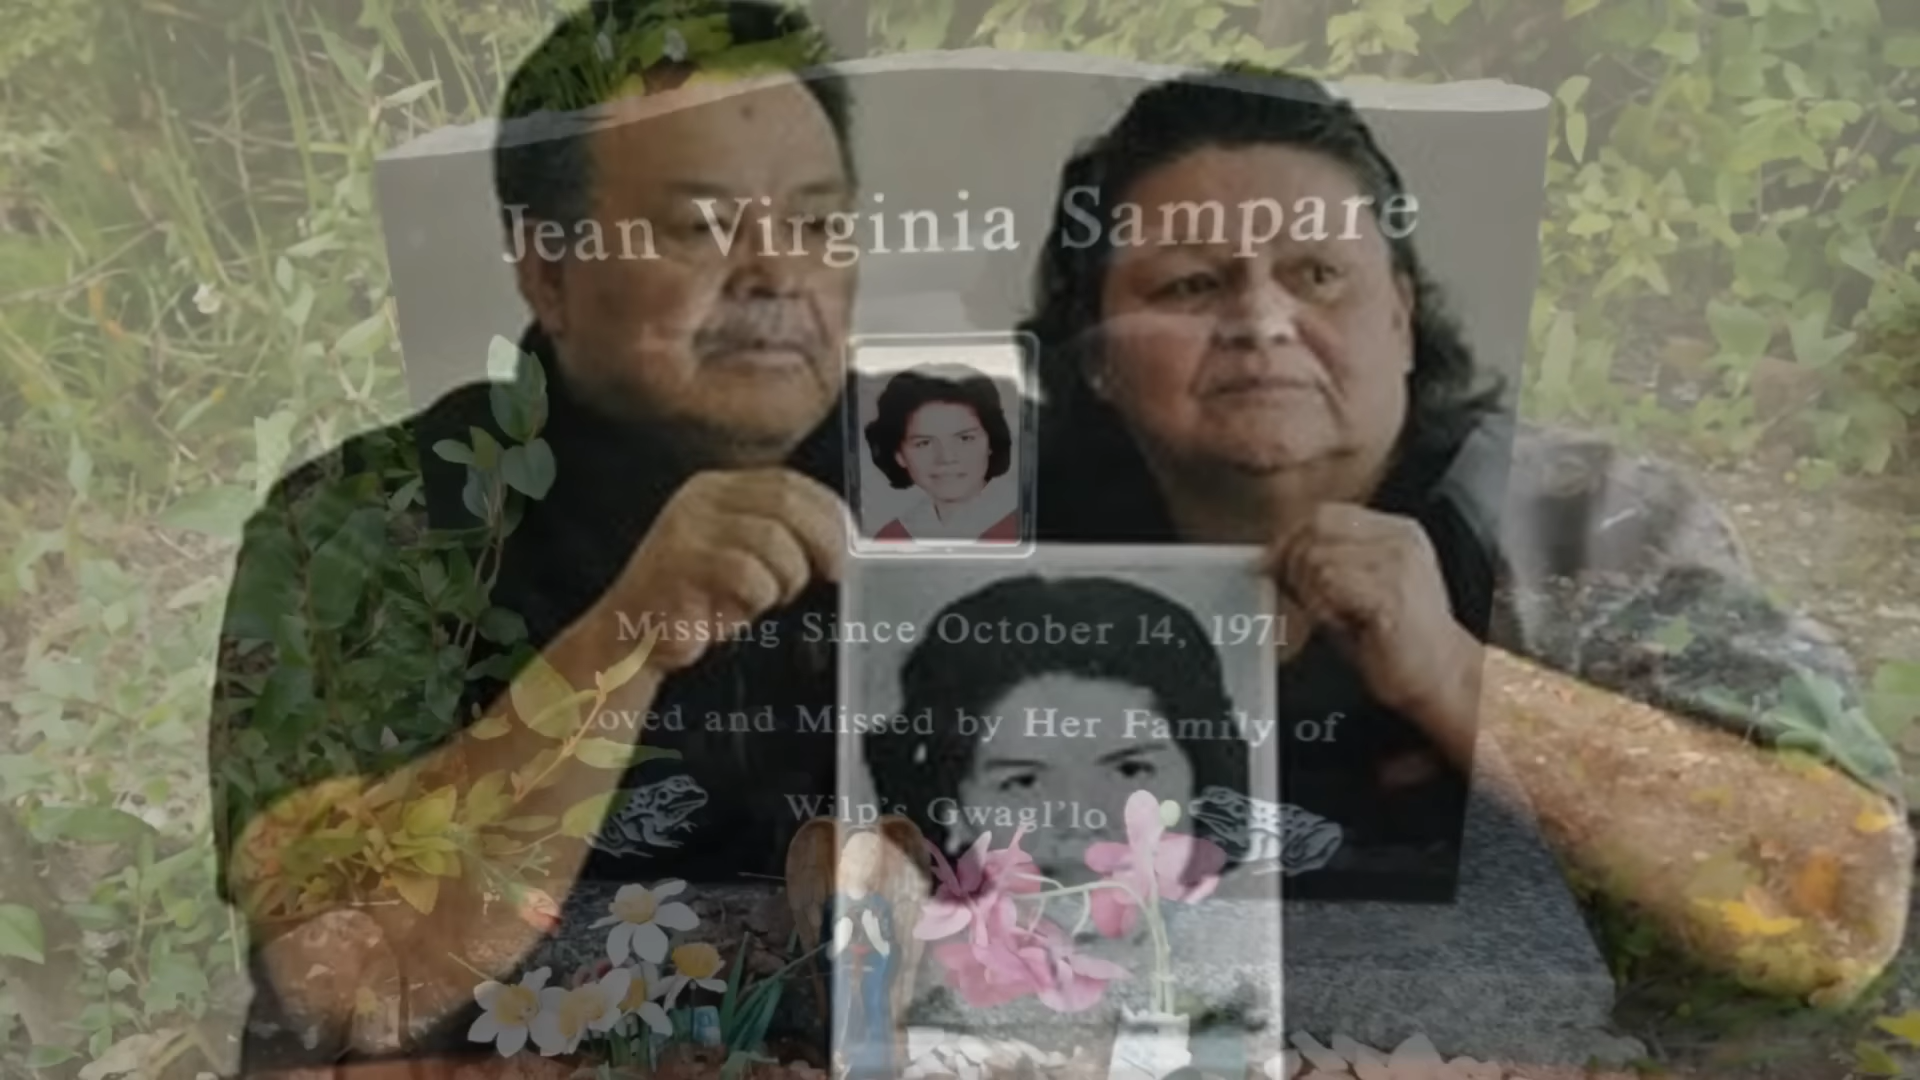 Jean Virginia Sampare
Missing Since October 14, 1971
Loved and Missed by Her Family of
Wilp's Gwagl'lo